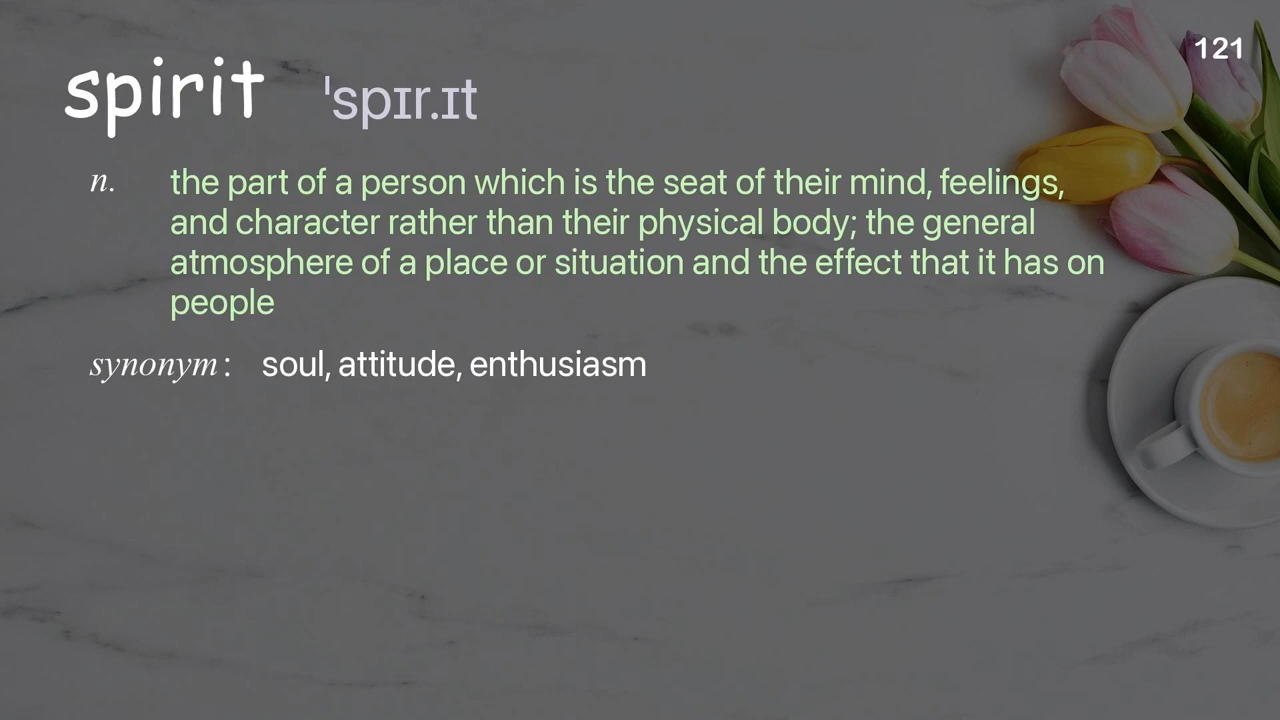 121
spirit ˈspɪr.ɪt
n. the part of a person which is the seat of their mind, feelings,
and character rather than their physical body; the general
atmosphere of a place or situation and the effect that it has on
people
synonym: soul, attitude, enthusiasm